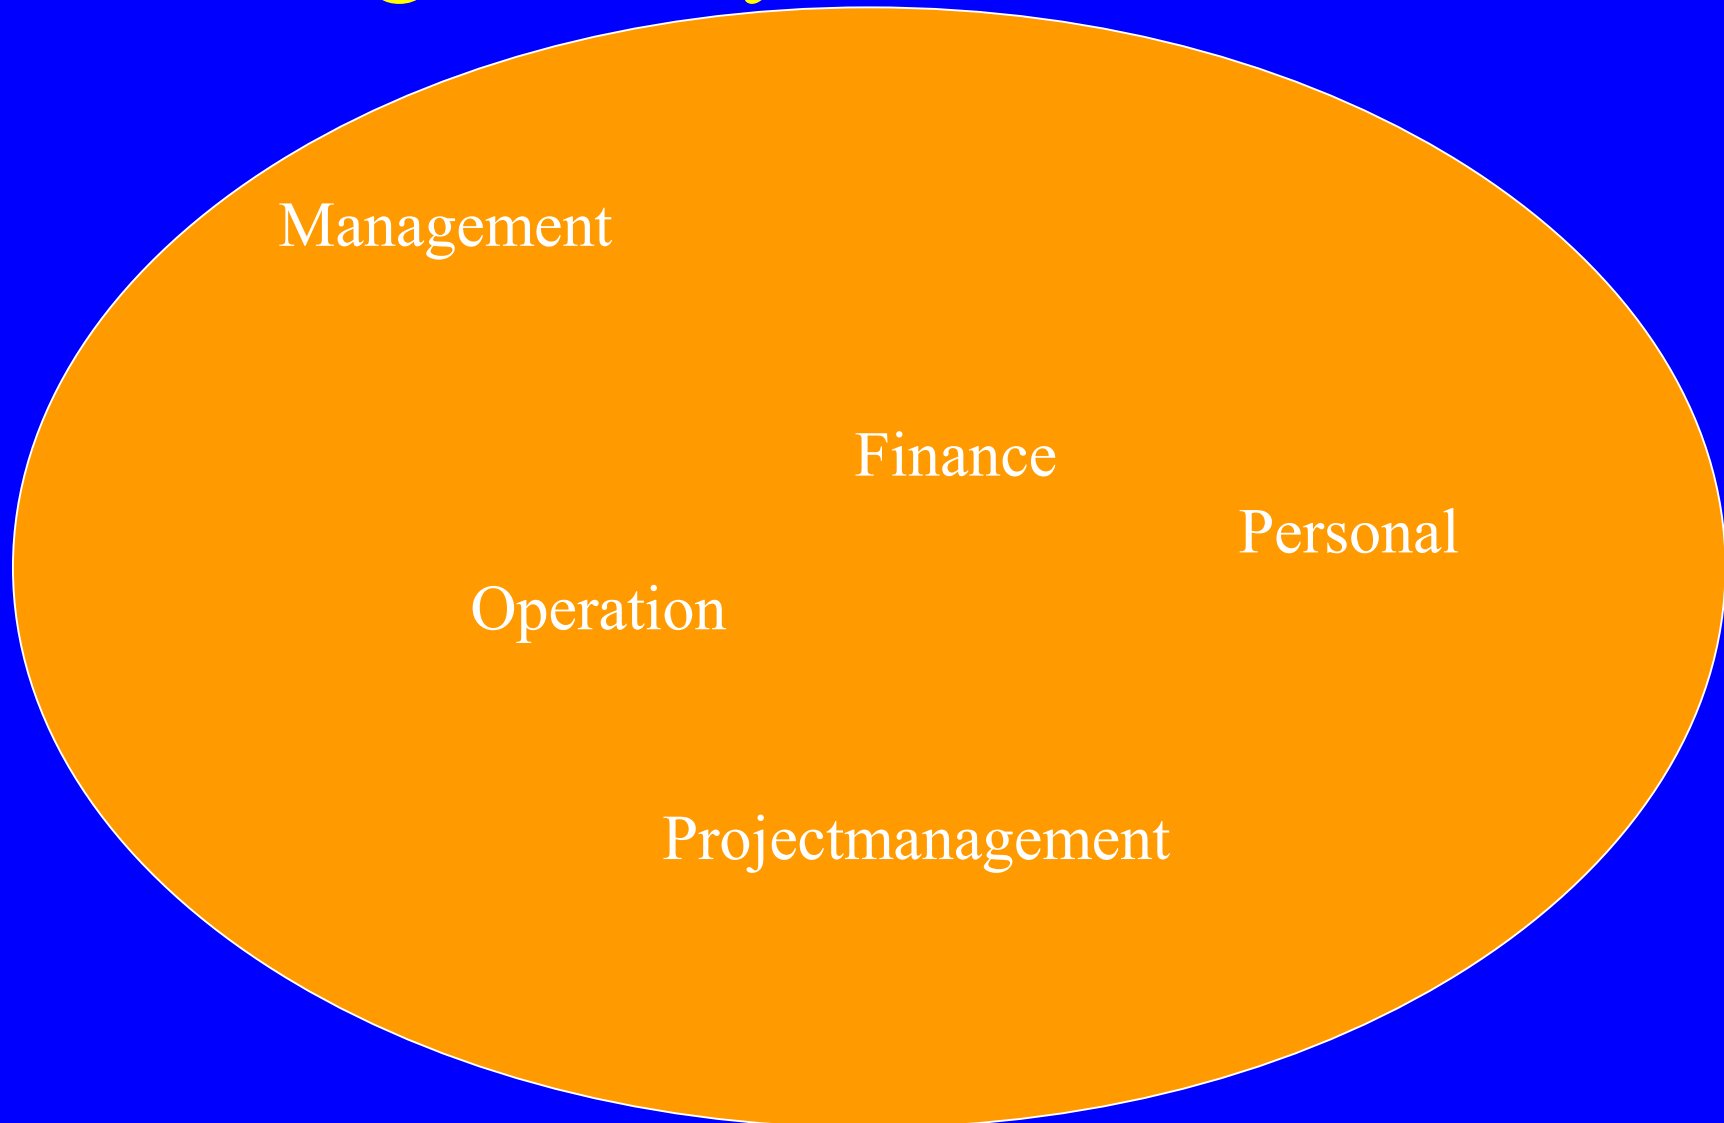 Management
Finance
Personal
Operation
Projectmanagement